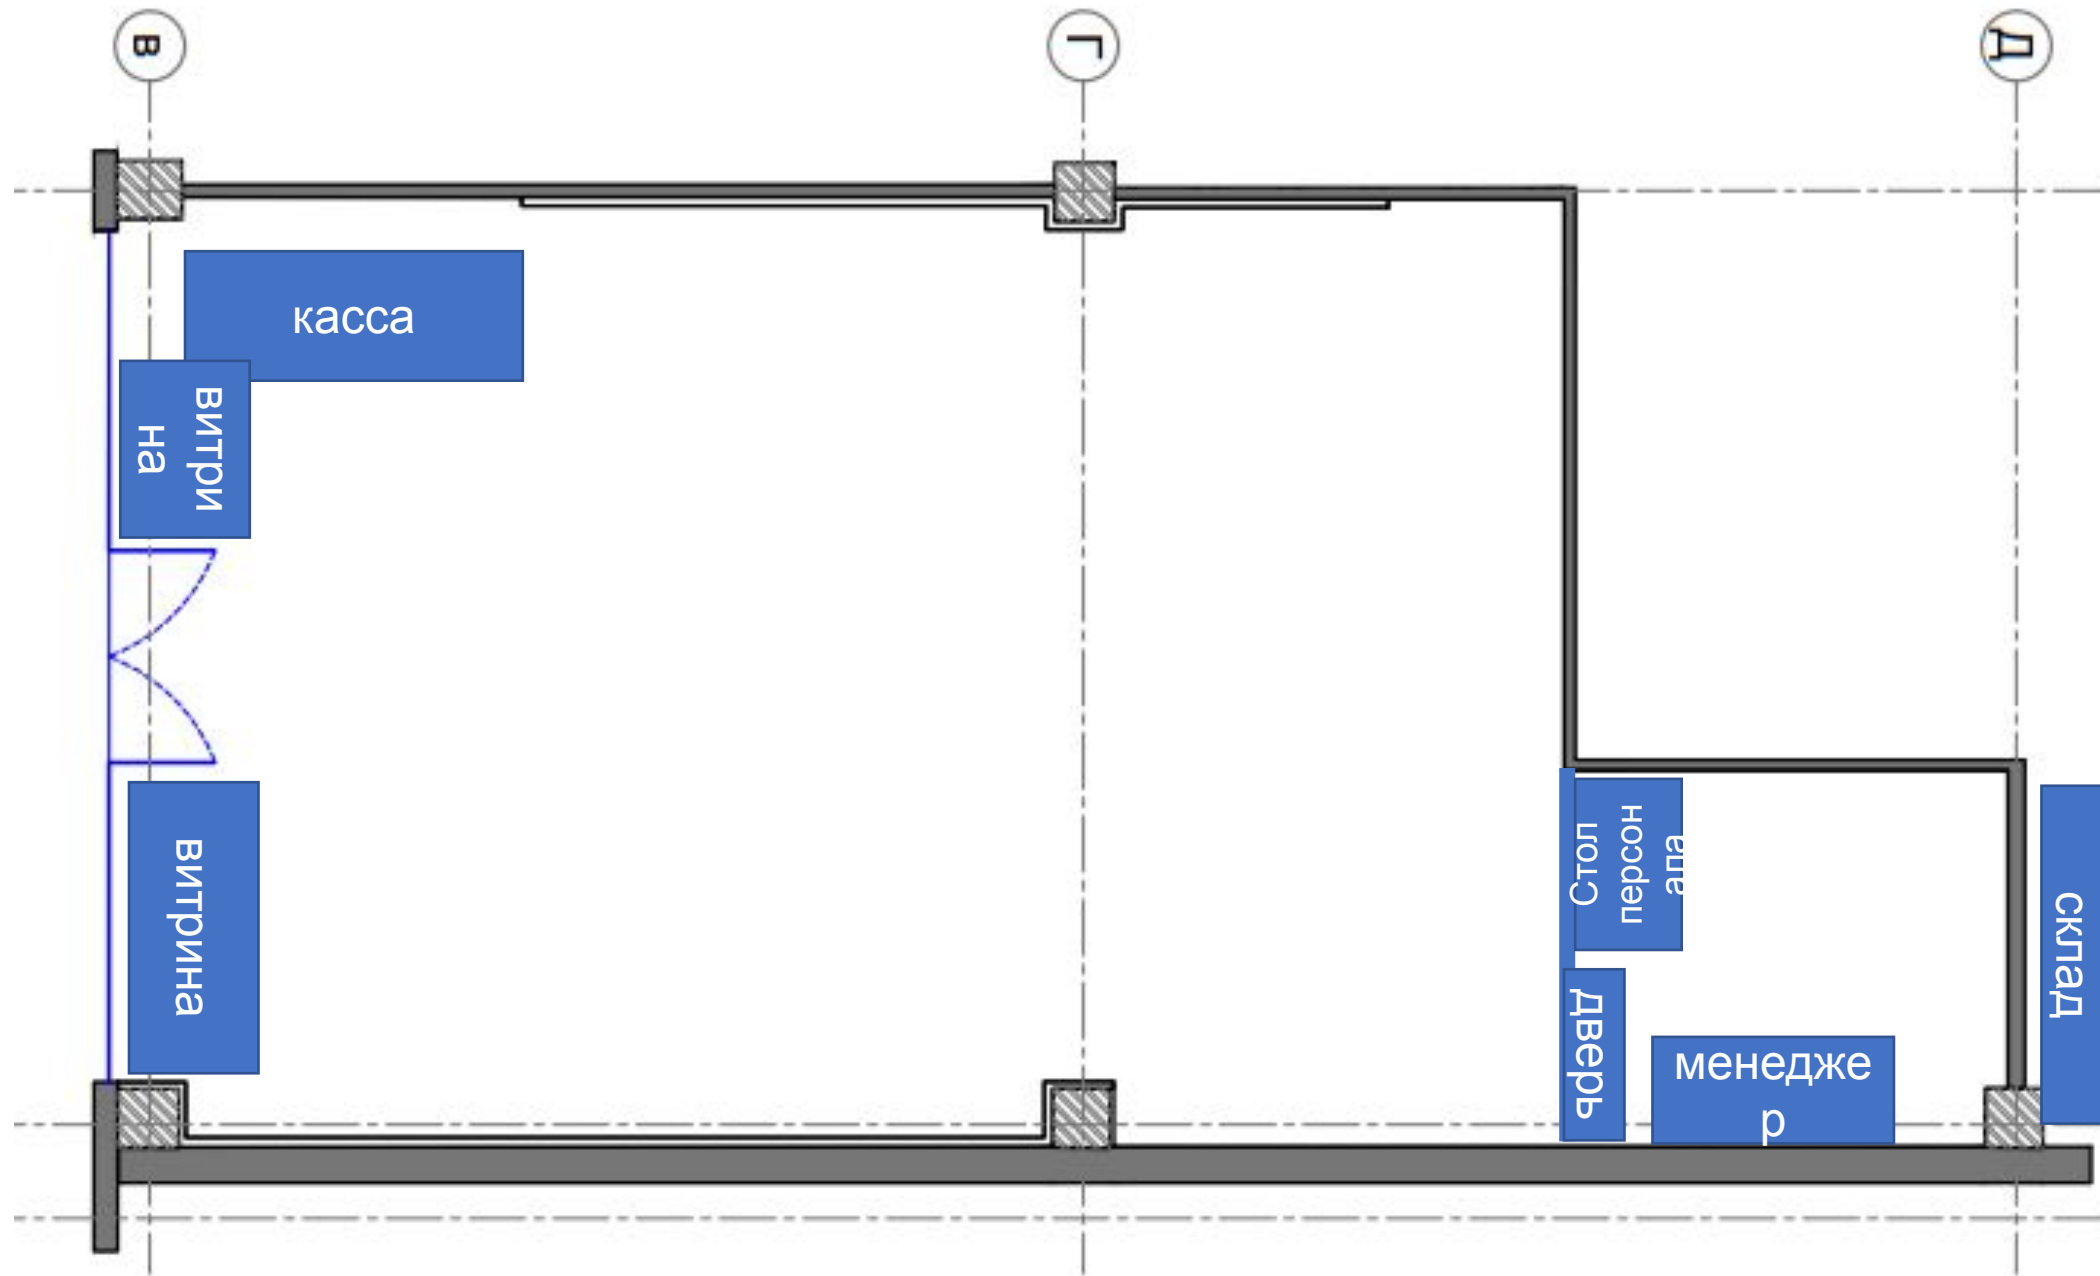 В
Г
Д
касса
витри
на
витрина
Стол
персон
ала
дверь
менедже
р
склад